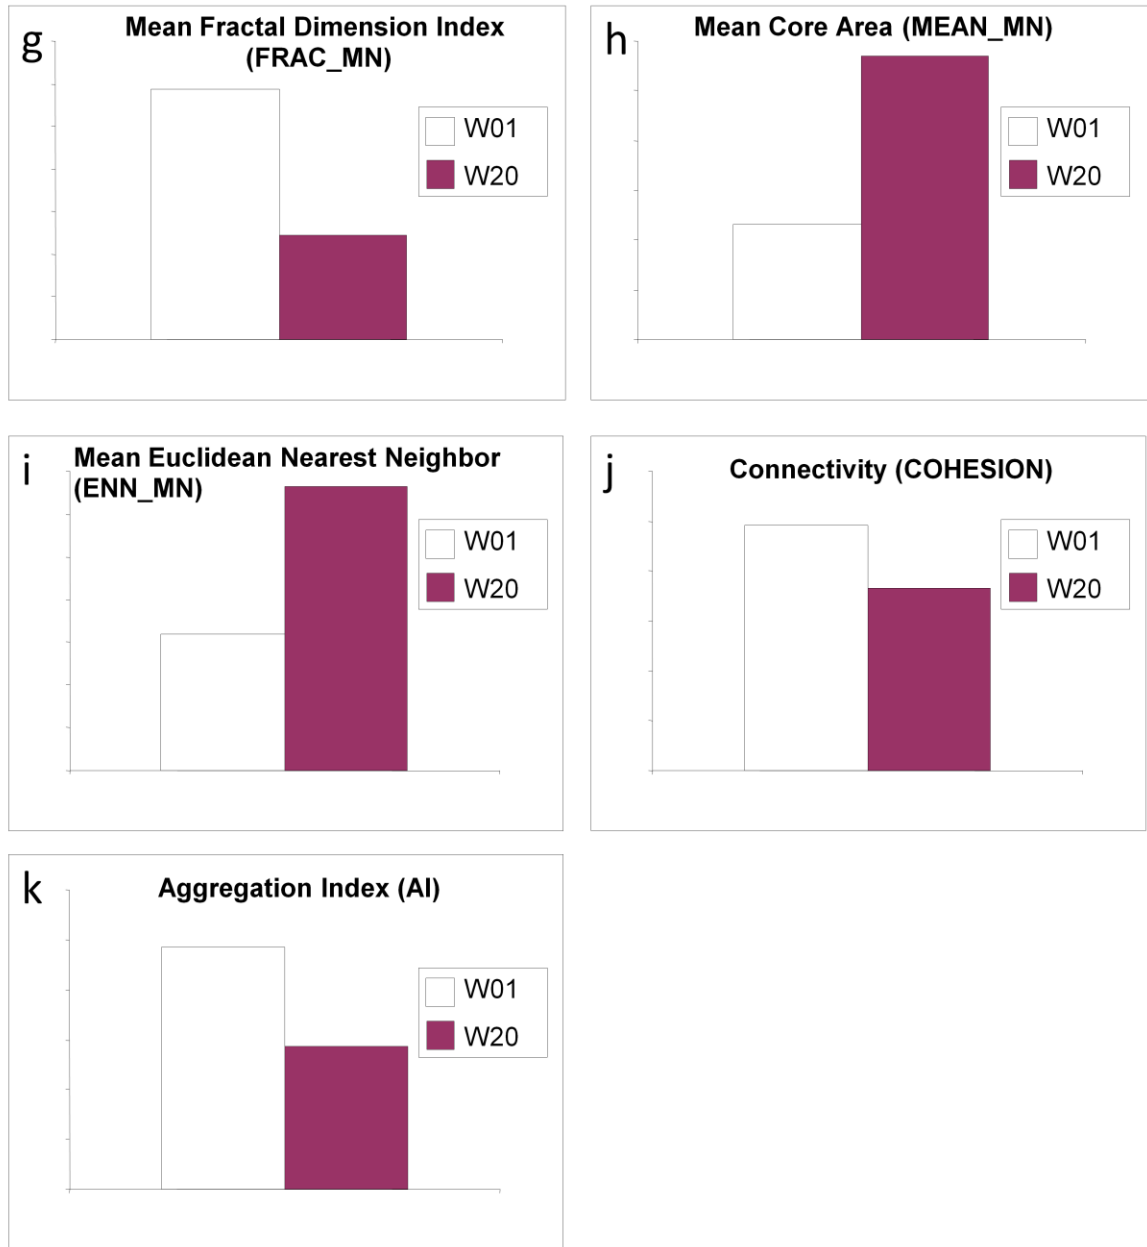 g
Mean Fractal Dimension Index
(FRAC_MN)
W01
W20
h
Mean Core Area (MEAN_MN)
W01
W20
i
Mean Euclidean Nearest Neighbor
(ENN_MN)
W01
W20
j
Connectivity (COHESION)
W01
W20
k
Aggregation Index (AI)
W01
W20